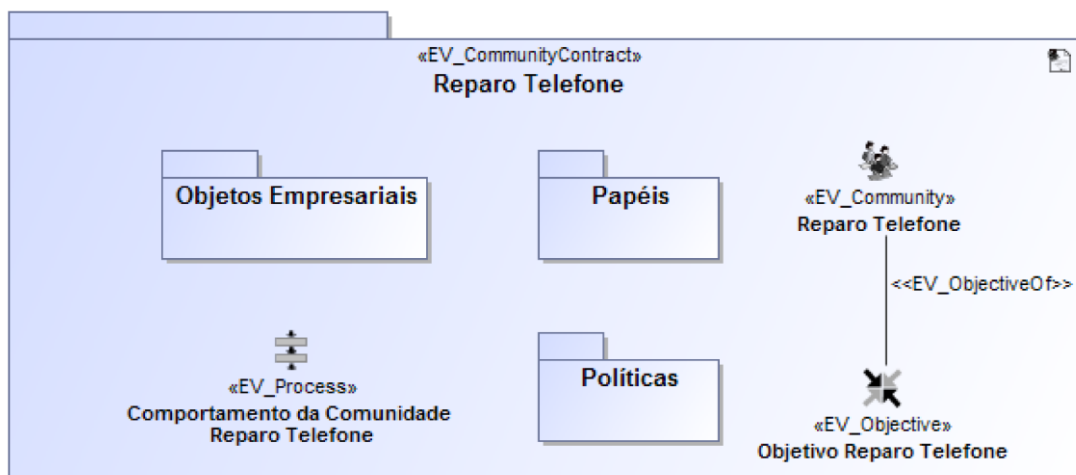 «EV_CommunityContract»
Reparo Telefone
Objetos Empresariais
Papéis
«EV_Community»
Reparo Telefone
<<EV_ObjectiveOf>>
«EV_Process»
Comportamento da Comunidade
Reparo Telefone
Políticas
«EV_Objective»
Objetivo Reparo Telefone